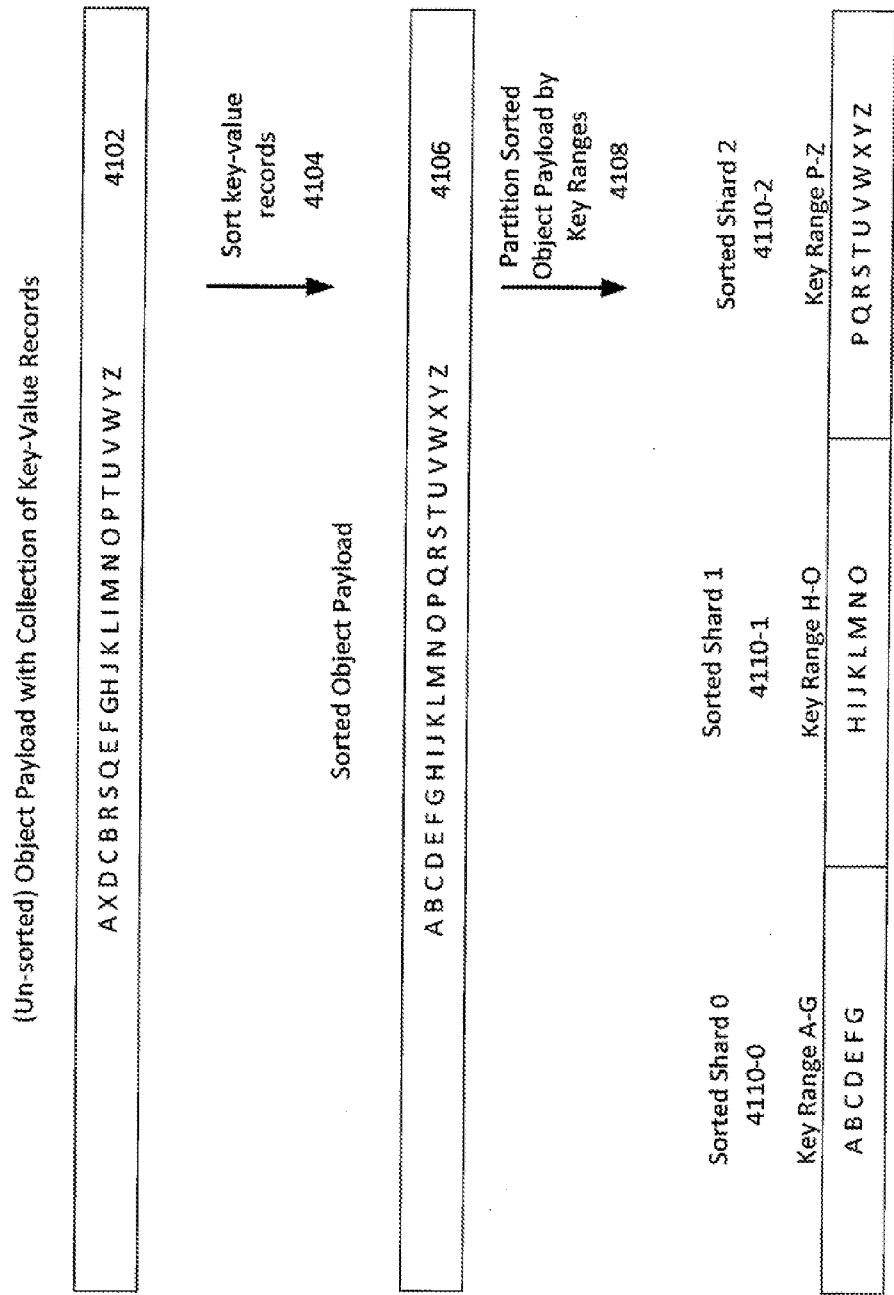 (Un-sorted) Object Payload with Collection of Key-Value Records
A X D C B R S Q E F G H J K L I M N O P T U V W Y Z
4102
Sort key-value
records
4104
Sorted Object Payload
A B C D E F G H I J K L M N O P Q R S T U V W X Y Z
4106
Partition Sorted
Object Payload by
Key Ranges
4108
Sorted Shard 0
4110-0
Key Range A-G
A B C D E F G
Sorted Shard 1
4110-1
Key Range H-O
H I J K L M N O
Sorted Shard 2
4110-2
Key Range P-Z
P Q R S T U V W X Y Z